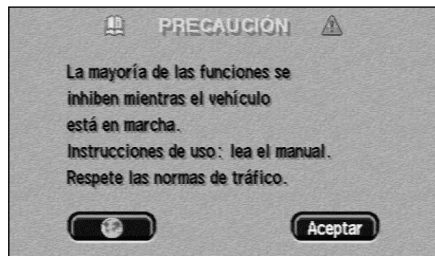 PRECAUCIÓN
La mayoría de las funciones se
inhiben mientras el vehículo
está en marcha.
Instrucciones de uso: lea el manual.
Respete las normas de tráfico.
Aceptar